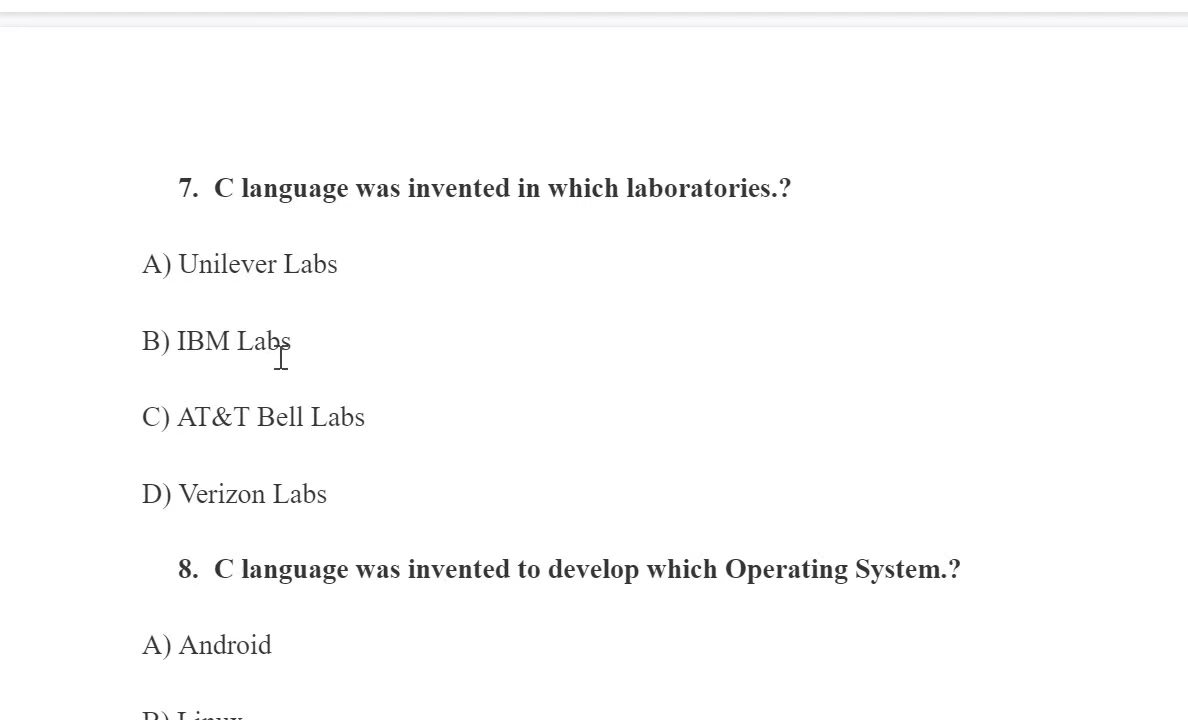 7. C language was invented in which laboratories.?
A) Unilever Labs
B) IBM Labs
C) AT&T Bell Labs
D) Verizon Labs
8. C language was invented to develop which Operating System.?
A) Android
B) Linux